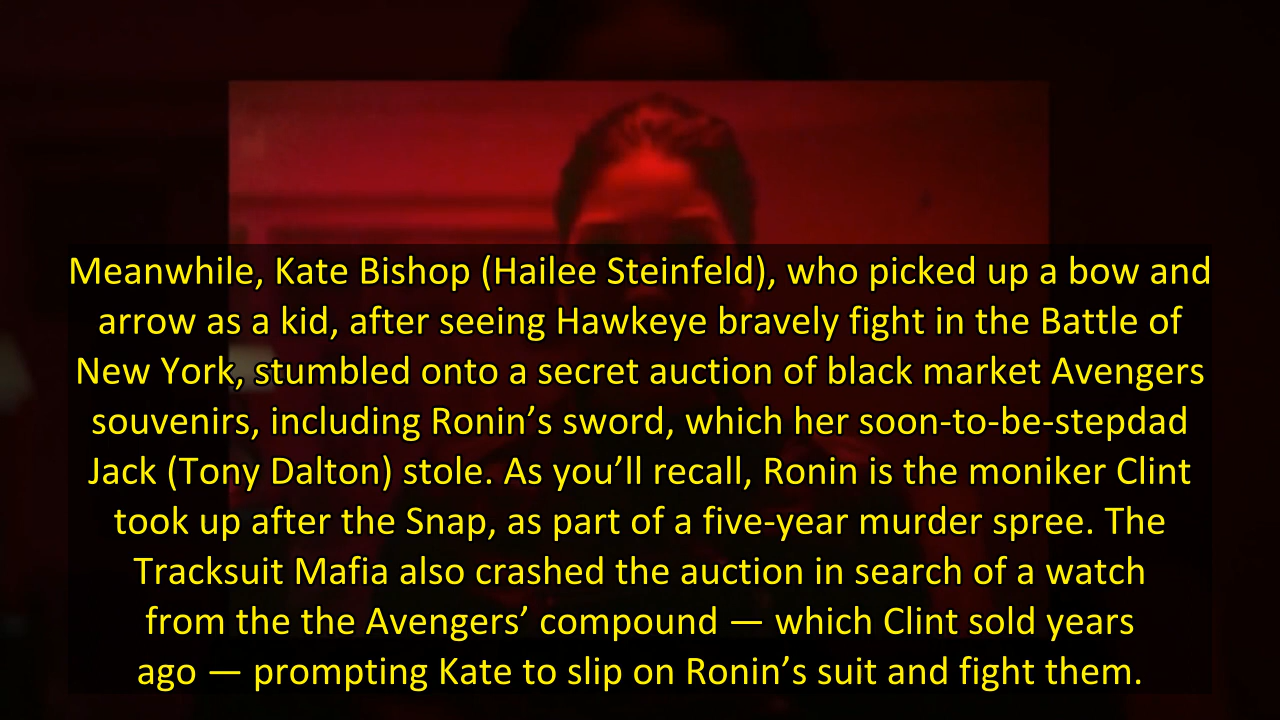 Meanwhile, Kate Bishop (Hailee Steinfeld), who picked up a bow and
arrow as a kid, after seeing Hawkeye bravely fight in the Battle of
New York, stumbled onto a secret auction of black market Avengers
souvenirs, including Ronin’s sword, which her soon-to-be-stepdad
Jack (Tony Dalton) stole. As you’ll recall, Ronin is the moniker Clint
took up after the Snap, as part of a five-year murder spree. The
Tracksuit Mafia also crashed the auction in search of a watch
from the the Avengers’ compound — which Clint sold years
ago — prompting Kate to slip on Ronin’s suit and fight them.